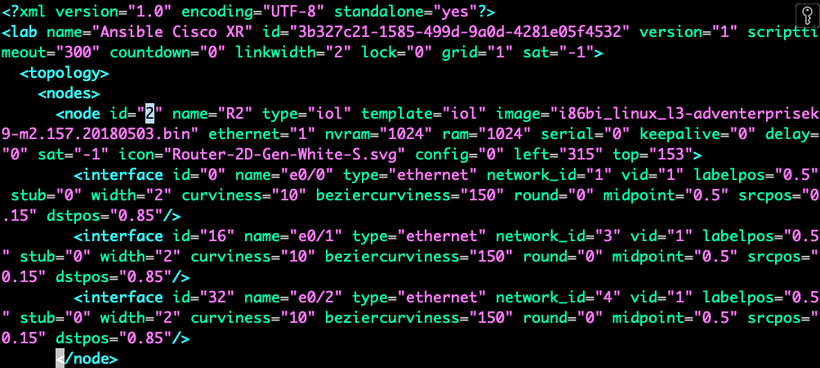 <?xml version="1.0" encoding="UTF-8" standalone="yes"?>
<lab name="Ansible Cisco XR" id="3b327c21-1585-499d-9a0d-4281e05f4532" version="1" scriptti
meout="300" countdown="0" linkwidth="2" lock="0" grid="1" sat="-1">
  <topology>
    <nodes>
      <node id="2" name="R2" type="iol" template="iol" image="i86bi_linux_l3-adventerprisek
9-m2.157.20180503.bin" ethernet="1" nvram="1024" ram="1024" serial="0" keepalive="0" delay=
"0" sat="-1" icon="Router-2D-Gen-White-S.svg" config="0" left="315" top="153">
        <interface id="0" name="e0/0" type="ethernet" network_id="1" vid="1" labelpos="0.5"
 stub="0" width="2" curviness="10" beziercurviness="150" round="0" midpoint="0.5" srcpos="0
.15" dstpos="0.85"/>
        <interface id="16" name="e0/1" type="ethernet" network_id="3" vid="1" labelpos="0.5
" stub="0" width="2" curviness="10" beziercurviness="150" round="0" midpoint="0.5" srcpos="
0.15" dstpos="0.85"/>
        <interface id="32" name="e0/2" type="ethernet" network_id="4" vid="1" labelpos="0.5
" stub="0" width="2" curviness="10" beziercurviness="150" round="0" midpoint="0.5" srcpos="
0.15" dstpos="0.85"/>
      </node>